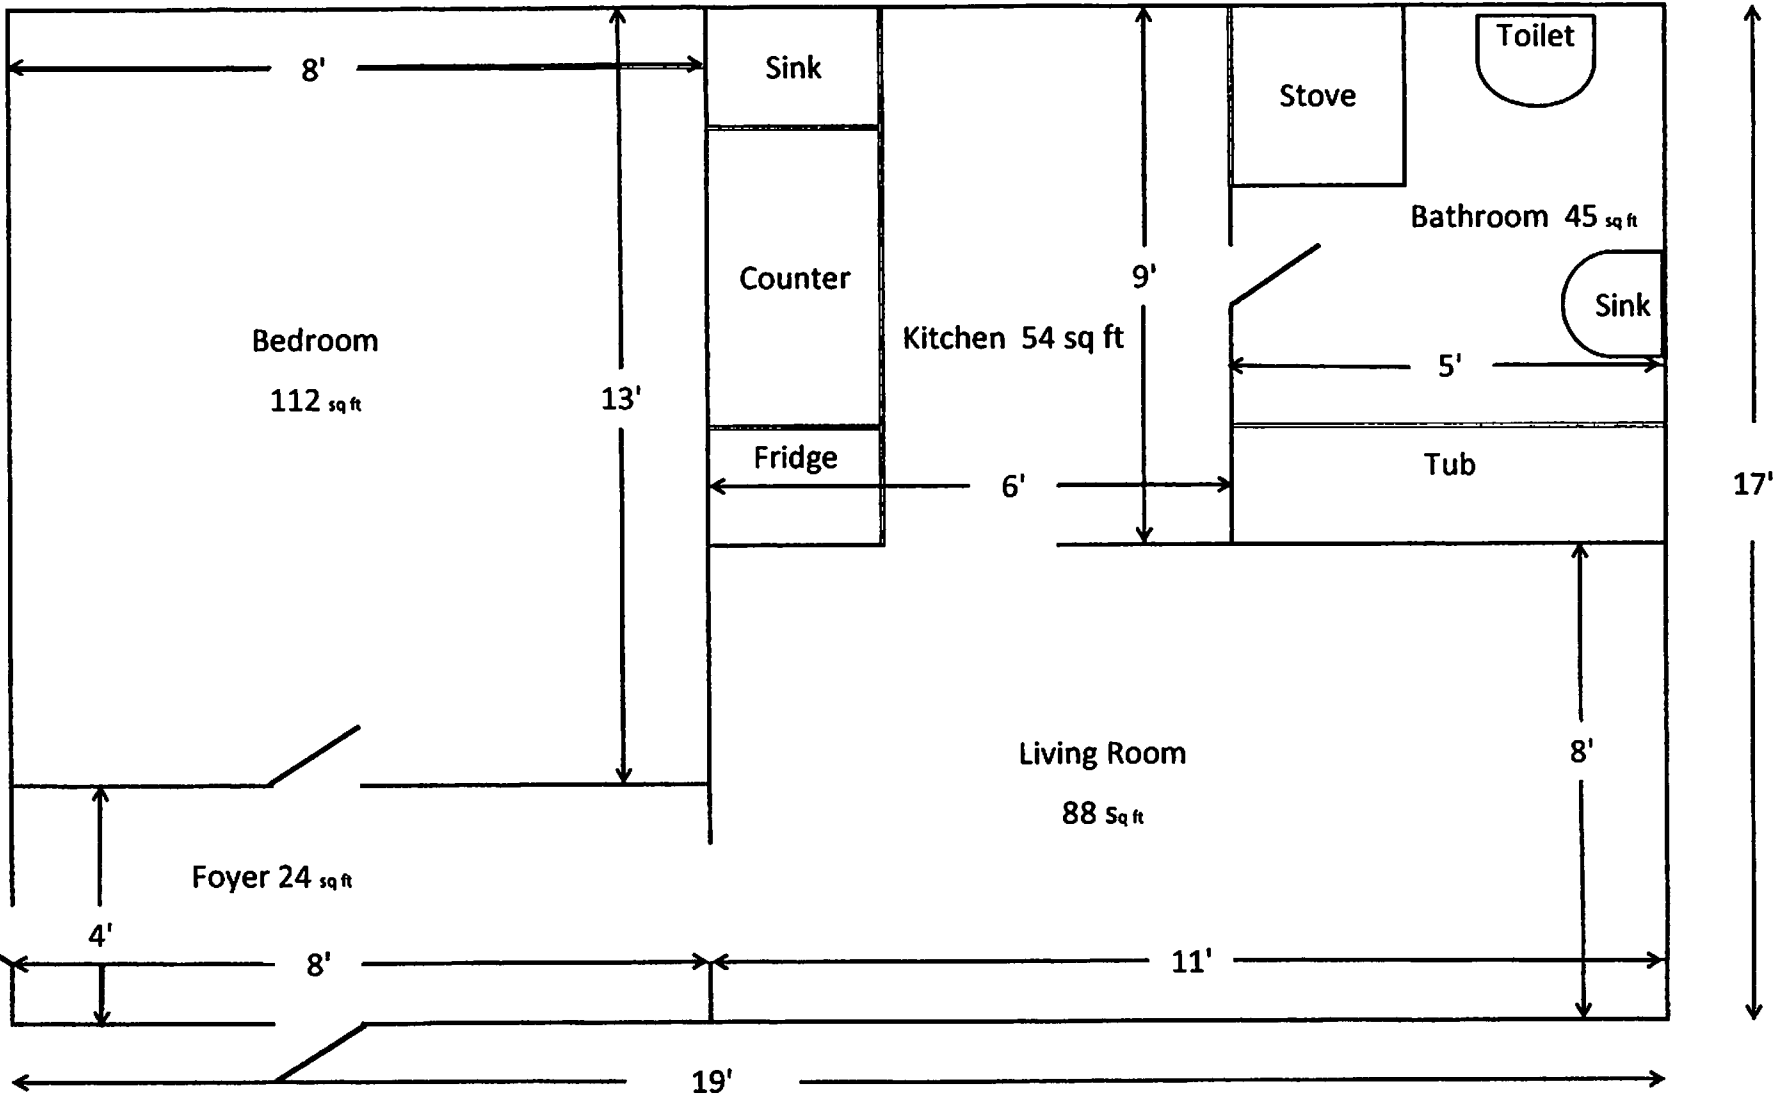 Toilet
8'
Sink
Stove
Bathroom 45 sq ft
Counter
9'
Sink
Bedroom
Kitchen 54 sq ft
5'
112 sq ft
13'
Fridge
Tub
6'
17'
Living Room
8'
88 Sq ft
Foyer 24 sq ft
4'
8'
11'
19'